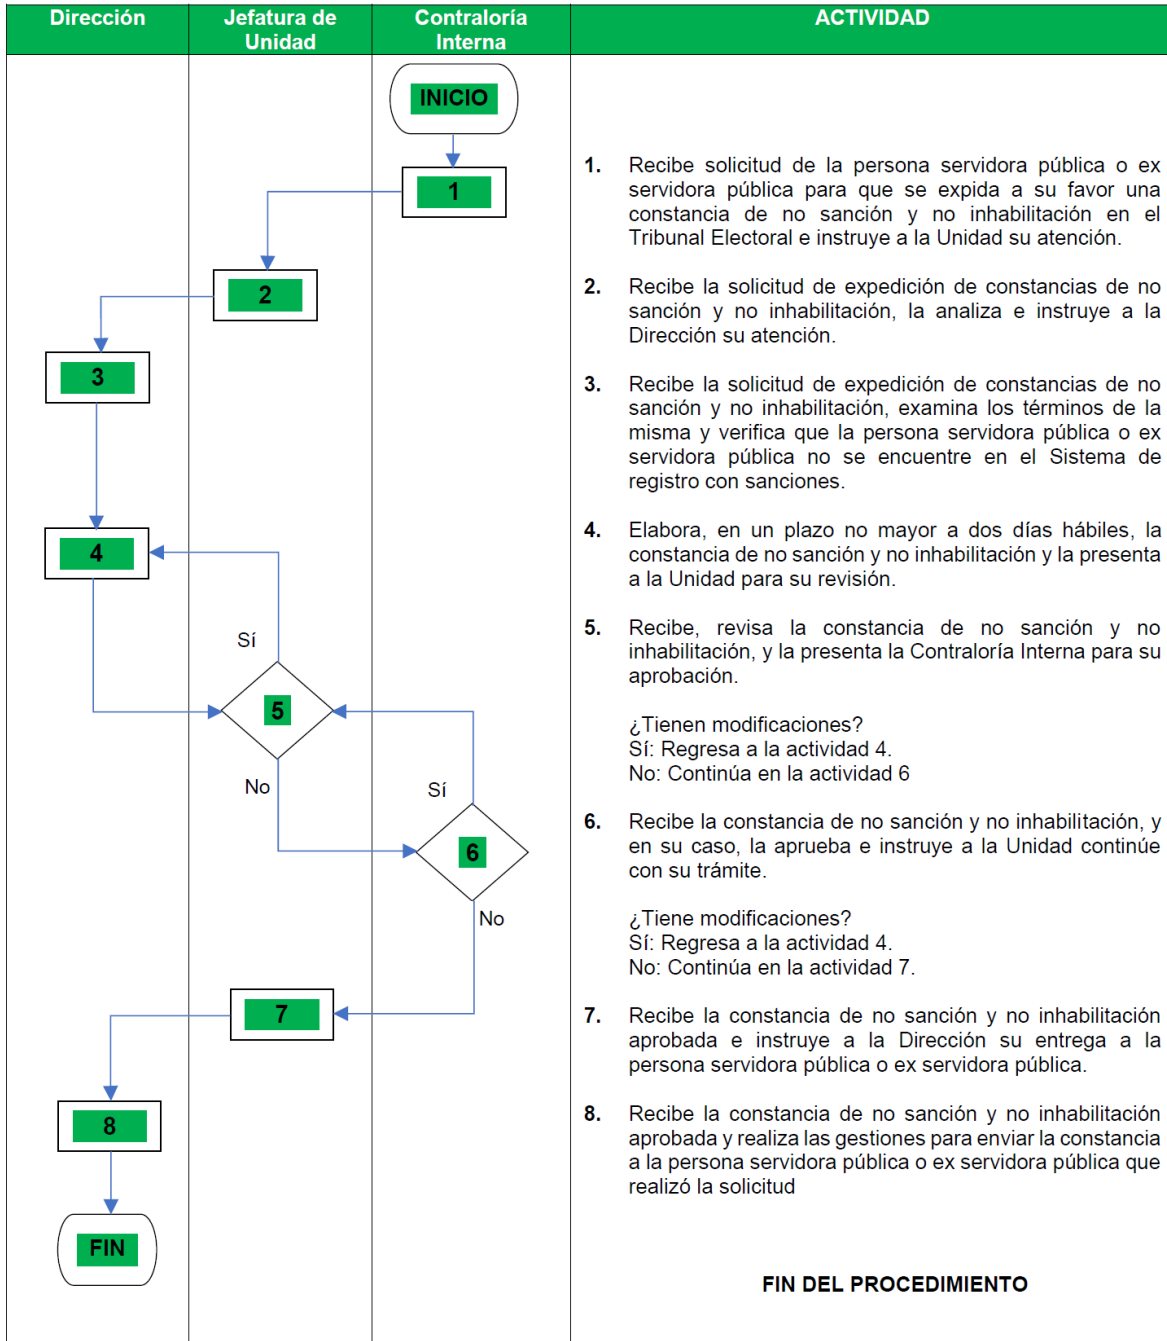 Dirección
Jefatura de
Unidad
Contraloría
Interna
ACTIVIDAD
INICIO
1
2
3
4
Sí
5
No
Sí
6
No
7
8
FIN
1. Recibe solicitud de la persona servidora pública o ex
servidora pública para que se expida a su favor una
constancia de no sanción y no inhabilitación en el
Tribunal Electoral e instruye a la Unidad su atención.
2. Recibe la solicitud de expedición de constancias de no
sanción y no inhabilitación, la analiza e instruye a la
Dirección su atención.
3. Recibe la solicitud de expedición de constancias de no
sanción y no inhabilitación, examina los términos de la
misma y verifica que la persona servidora pública o ex
servidora pública no se encuentre en el Sistema de
registro con sanciones.
4. Elabora, en un plazo no mayor a dos días hábiles, la
constancia de no sanción y no inhabilitación y la presenta
a la Unidad para su revisión.
5. Recibe, revisa la constancia de no sanción y no
inhabilitación, y la presenta la Contraloría Interna para su
aprobación.
¿Tienen modificaciones?
Sí: Regresa a la actividad 4.
No: Continúa en la actividad 6
6. Recibe la constancia de no sanción y no inhabilitación, y
en su caso, la aprueba e instruye a la Unidad continúe
con su trámite.
¿Tiene modificaciones?
Sí: Regresa a la actividad 4.
No: Continúa en la actividad 7.
7. Recibe la constancia de no sanción y no inhabilitación
aprobada e instruye a la Dirección su entrega a la
persona servidora pública o ex servidora pública.
8. Recibe la constancia de no sanción y no inhabilitación
aprobada y realiza las gestiones para enviar la constancia
a la persona servidora pública o ex servidora pública que
realizó la solicitud
FIN DEL PROCEDIMIENTO